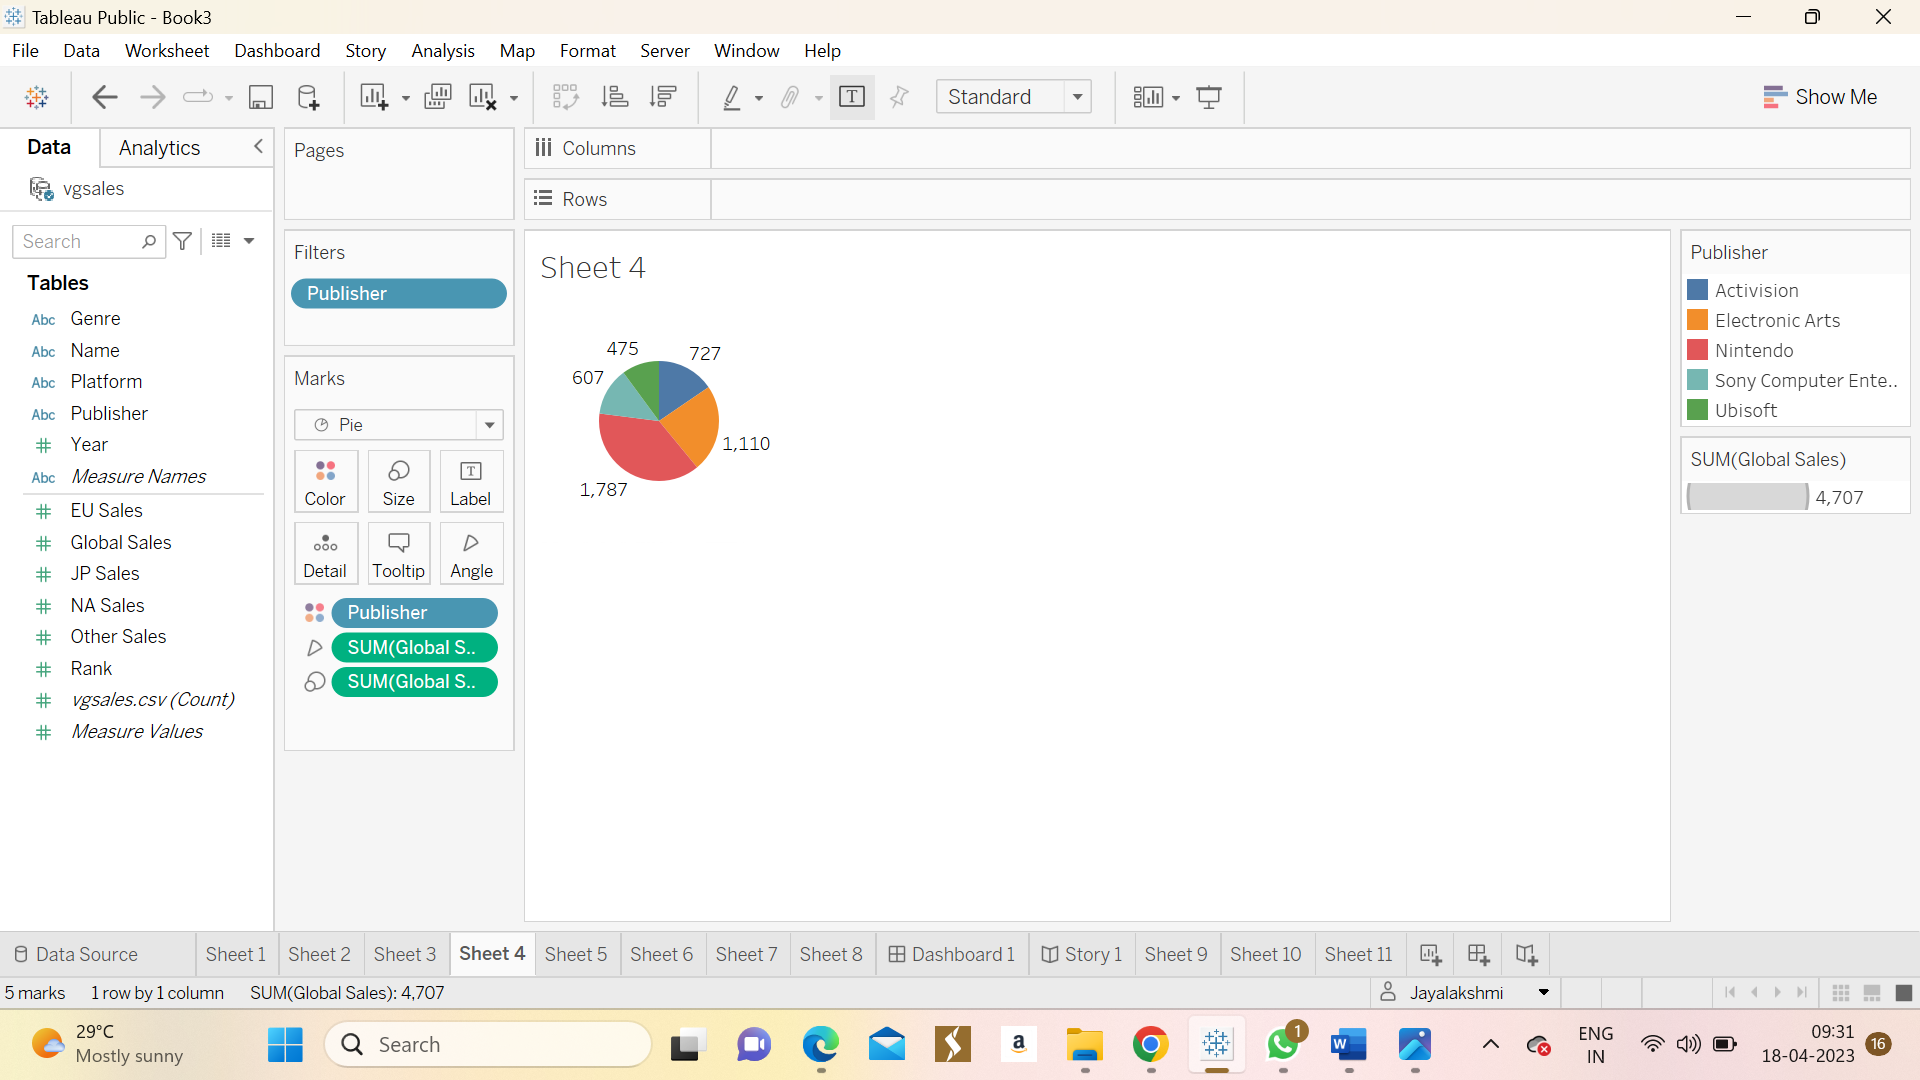 Tableau Public - Book3
File Data Worksheet Dashboard Story Analysis Map Format Server Window Help
Standard
Show Me
Data Analytics
vgsales
Search
Tables
Abc Genre
Abc Name
Abc Platform
Abc Publisher
# Year
Abc Measure Names
# EU Sales
# Global Sales
# JP Sales
# NA Sales
# Other Sales
# Rank
# vgsales.csv (Count)
# Measure Values
Pages
Filters
Publisher
Marks
Pie
Color Size Label
Detail Tooltip Angle
Publisher
SUM(Global S..
SUM(Global S..
Columns
Rows
Sheet 4
475
727
607
1,110
1,787
Publisher
Activision
Electronic Arts
Nintendo
Sony Computer Ente..
Ubisoft
SUM(Global Sales)
4,707
Data Source Sheet 1 Sheet 2 Sheet 3 Sheet 4 Sheet 5 Sheet 6 Sheet 7 Sheet 8 Dashboard 1 Story 1 Sheet 9 Sheet 10 Sheet 11
5 marks 1 row by 1 column SUM(Global Sales): 4,707
Jayalakshmi
29°C
Mostly sunny
Search
a
1
W
ENG
IN
09:31
18-04-2023
16